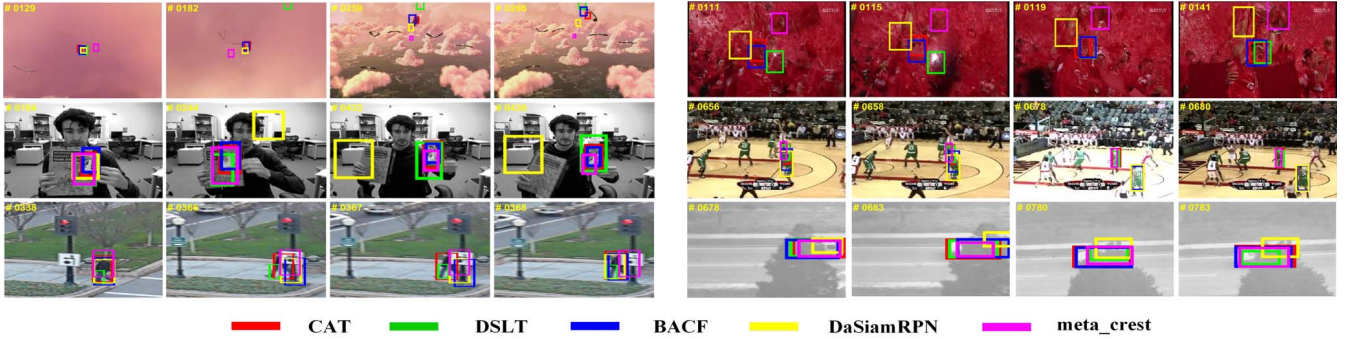 # 0129 # 0182 # 0259 # 0266 # 0111 # 0115 # 0119 # 0141
# 0656 # 0658 # 0678 # 0680
# 0338 # 0366 # 0367 # 0368 # 0678 # 0683 # 0780 # 0783
CAT DSLT BACF DaSiamRPN meta_crest